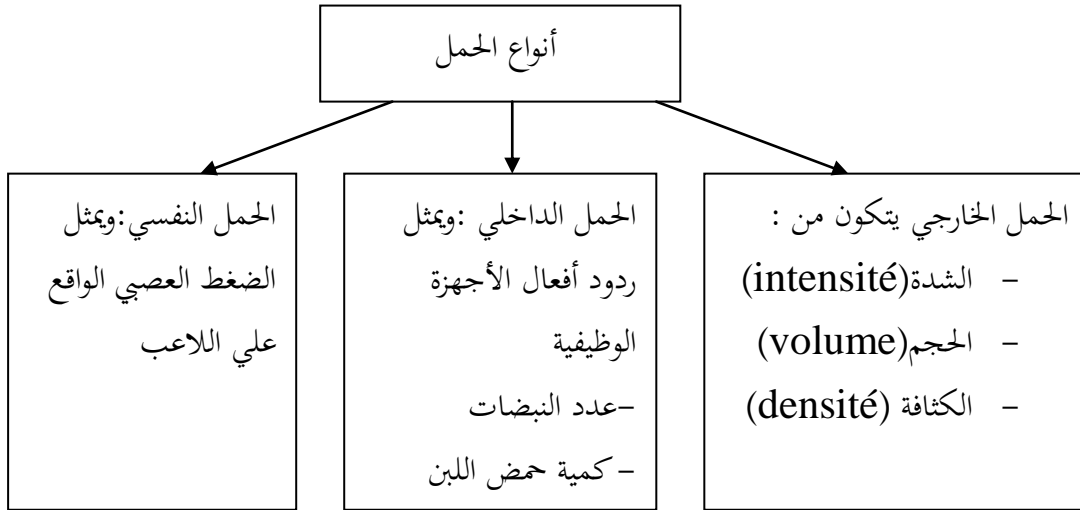 أنواع الحمل
الحمل الخارجي يتكون من :
– الشدة(intensité)
– الحجم(volume)
– الكثافة (densité)
الحمل الداخلي :ويمثل
ردود أفعال الأجهزة
الوظيفية
–عدد النبضات
– كمية حمض اللبن
الحمل النفسي:ويمثل
الضغط العصبي الواقع
علي اللاعب